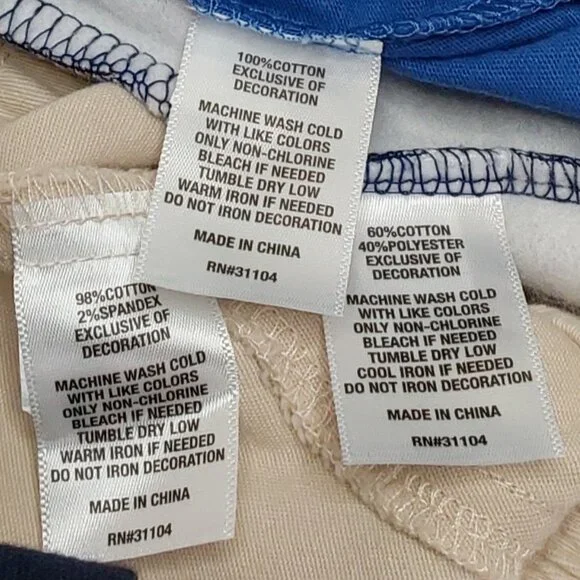 100%COTTON
EXCLUSIVE OF
DECORATION
MACHINE WASH COLD
WITH LIKE COLORS
ONLY NON-CHLORINE
BLEACH IF NEEDED
TUMBLE DRY LOW
WARM IRON IF NEEDED
DO NOT IRON DECORATION
MADE IN CHINA
RN#31104
98%COTTON
2%SPANDEX
EXCLUSIVE OF
DECORATION
MACHINE WASH COLD
WITH LIKE COLORS
ONLY NON-CHLORINE
BLEACH IF NEEDED
TUMBLE DRY LOW
WARM IRON IF NEEDED
DO NOT IRON DECORATION
MADE IN CHINA
RN#31104
60%COTTON
40%POLYESTER
EXCLUSIVE OF
DECORATION
MACHINE WASH COLD
WITH LIKE COLORS
ONLY NON-CHLORINE
BLEACH IF NEEDED
TUMBLE DRY LOW
COOL IRON IF NEEDED
DO NOT IRON DECORATION
MADE IN CHINA
RN#31104